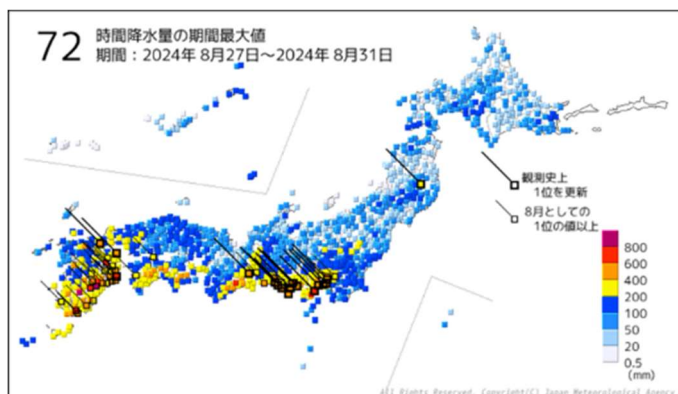 72 時間降水量の期間最大値
期間：2024年 8月27日～2024年 8月31日
観測史上
1位を更新
8月としての
1位の値以上
800
600
400
200
100
50
20
0.5
(mm)
All Rights Reserved. Copyright(C) Japan Meteorological Agency